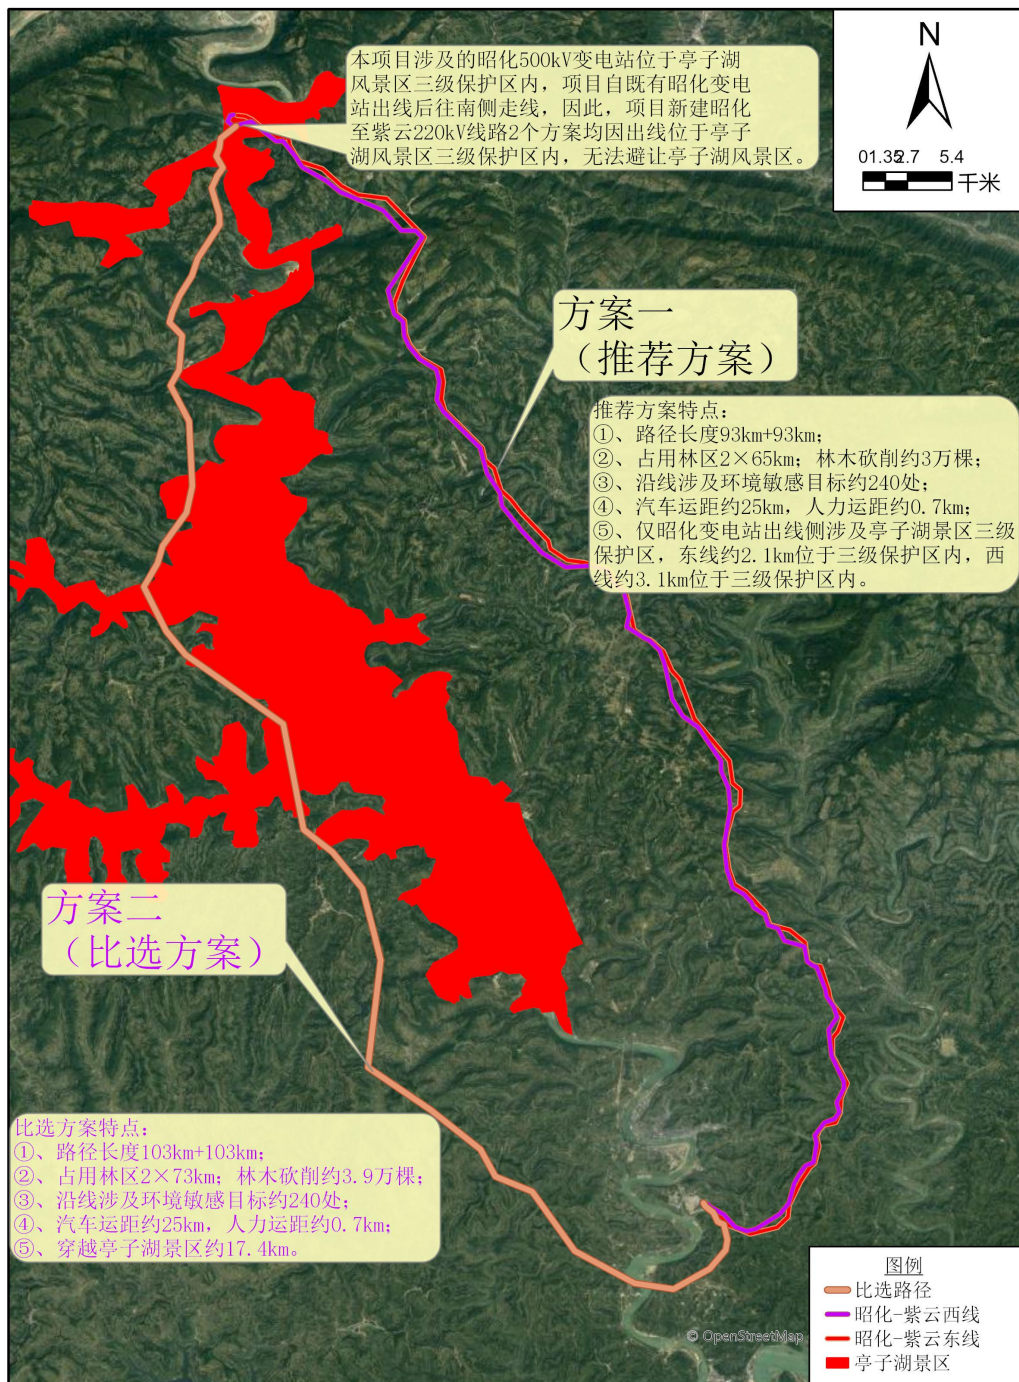 本项目涉及的昭化500kV变电站位于亭子湖
风景区三级保护区内，项目自既有昭化变电
站出线后往南侧走线，因此，项目新建昭化
至紫云220kV线路2个方案均因出线位于亭子
湖风景区三级保护区内，无法避让亭子湖风景区。
N
01.352.7 5.4
千米
方案一
（推荐方案）
推荐方案特点：
①、路径长度93km+93km；
②、占用林区2×65km；林木砍削约3万棵；
③、沿线涉及环境敏感目标约240处；
④、汽车运距约25km，人力运距约0.7km；
⑤、仅昭化变电站出线侧涉及亭子湖景区三级
保护区，东线约2.1km位于三级保护区内，西
线约3.1km位于三级保护区内。
方案二
（比选方案）
比选方案特点：
①、路径长度103km+103km；
②、占用林区2×73km；林木砍削约3.9万棵；
③、沿线涉及环境敏感目标约240处；
④、汽车运距约25km，人力运距约0.7km；
⑤、穿越亭子湖景区约17.4km。
图例
比选路径
昭化-紫云西线
昭化-紫云东线
亭子湖景区
© OpenStreetMap